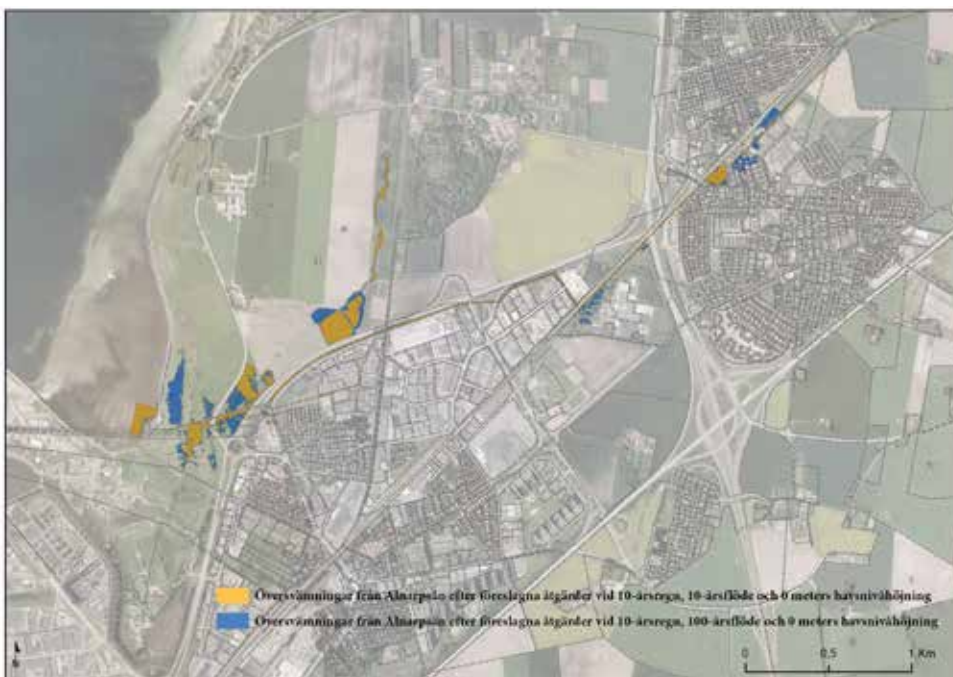 Översvämningar från Alnarpsån efter föreslagna åtgärder vid 10-årsregn, 10-årsflöde och 0 meters havsnivåhöjning
Översvämningar från Alnarpsån efter föreslagna åtgärder vid 10-årsregn, 100-årsflöde och 0 meters havsnivåhöjning
0 0,5 1 Km